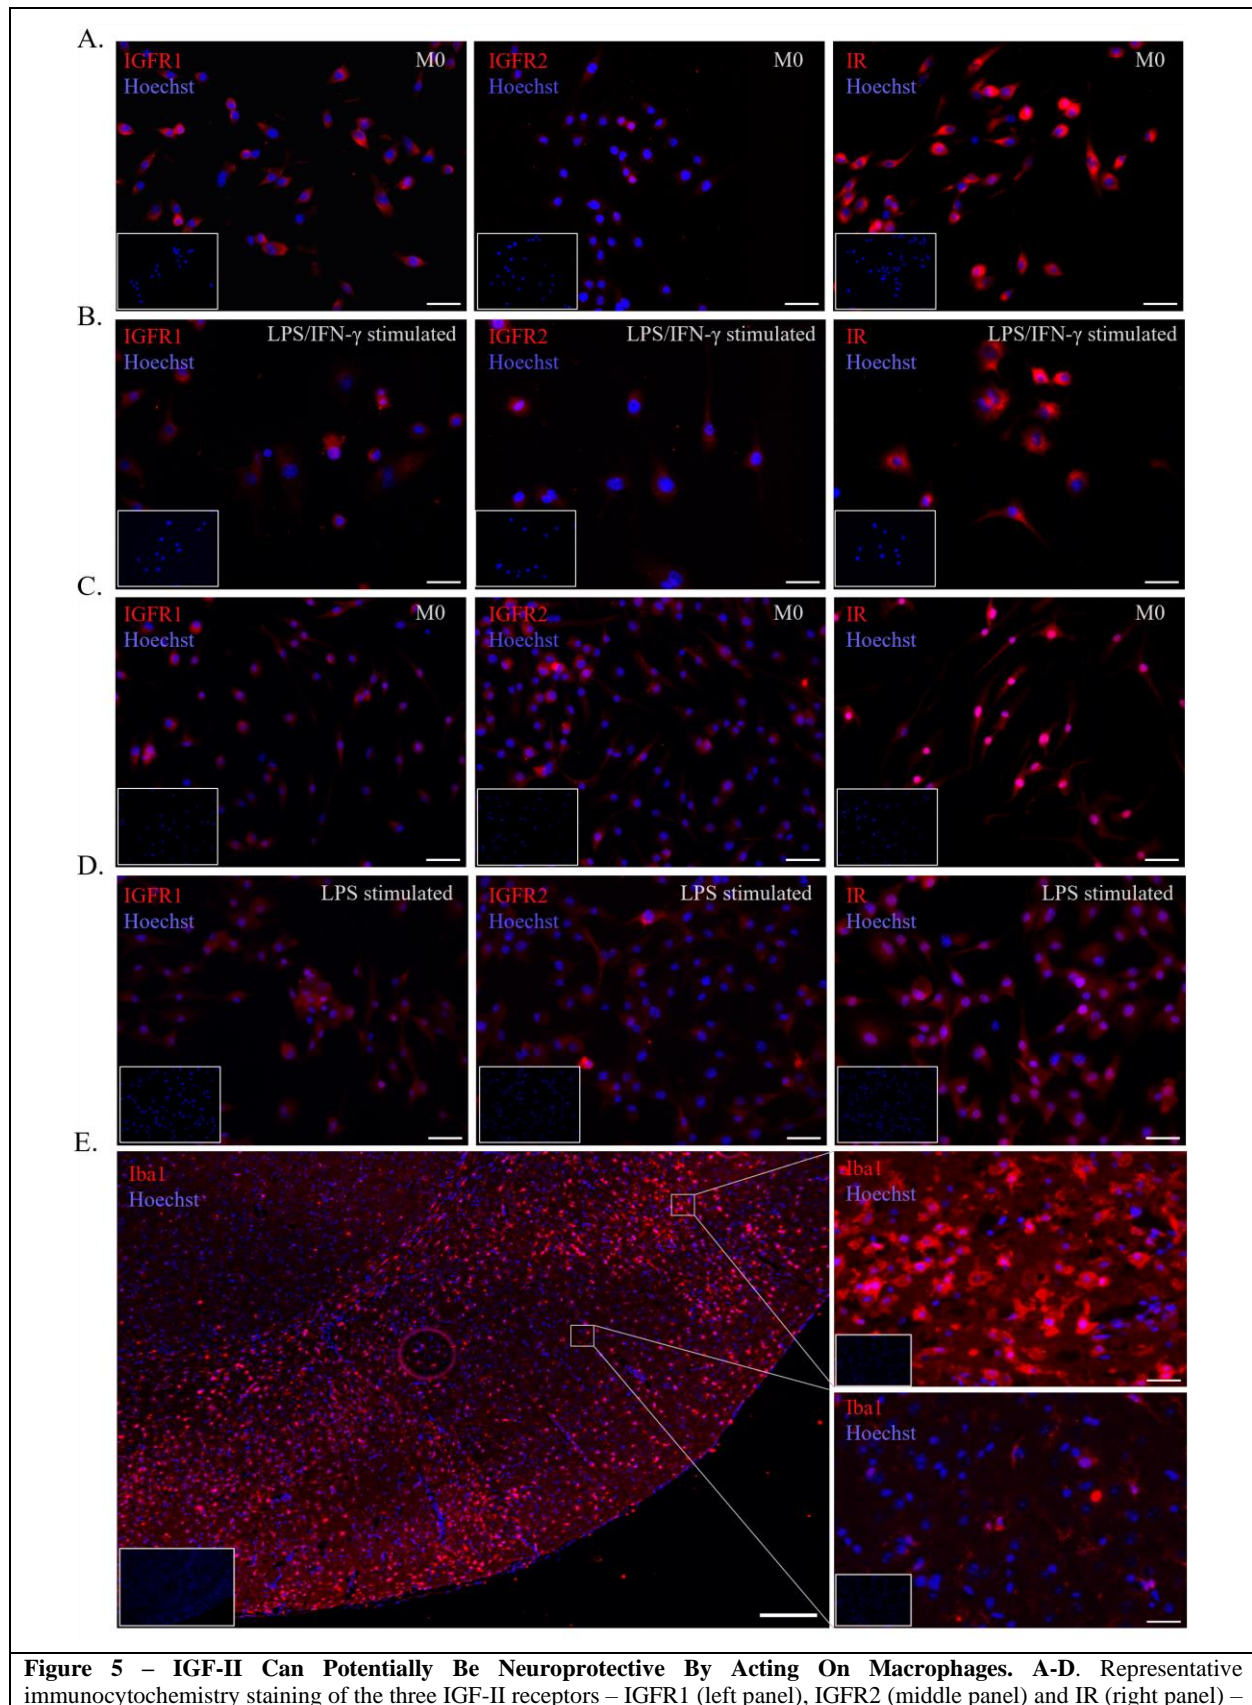 A.
IGFR1 M0
Hoechst
IGFR2 M0
Hoechst
IR M0
Hoechst
B.
IGFR1 LPS/IFN-γ stimulated
Hoechst
IGFR2 LPS/IFN-γ stimulated
Hoechst
IR LPS/IFN-γ stimulated
Hoechst
C.
IGFR1 M0
Hoechst
IGFR2 M0
Hoechst
IR M0
Hoechst
D.
IGFR1 LPS stimulated
Hoechst
IGFR2 LPS stimulated
Hoechst
IR LPS stimulated
Hoechst
E.
Iba1
Hoechst
Iba1
Hoechst
Iba1
Hoechst
Figure 5 – IGF-II Can Potentially Be Neuroprotective By Acting On Macrophages. A-D. Representative
immunocytochemistry staining of the three IGF-II receptors – IGFR1 (left panel), IGFR2 (middle panel) and IR (right panel) –